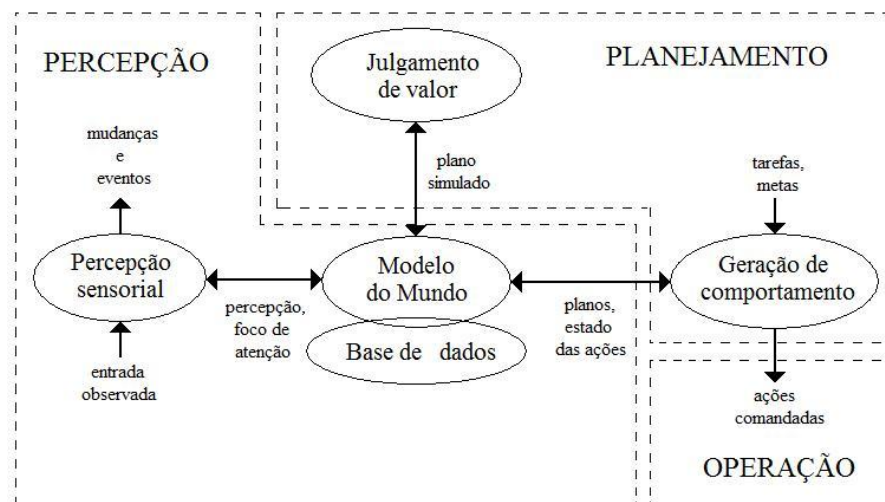 PERCEPÇÃO
mudanças
e
eventos
Percepção
sensorial
entrada
observada
percepção,
foco de
atenção
Julgamento
de valor
plano
simulado
Modelo
do Mundo
Base de dados
PLANEJAMENTO
planos,
estado
das ações
tarefas,
metas
Geração de
comportamento
ações
comandadas
OPERAÇÃO